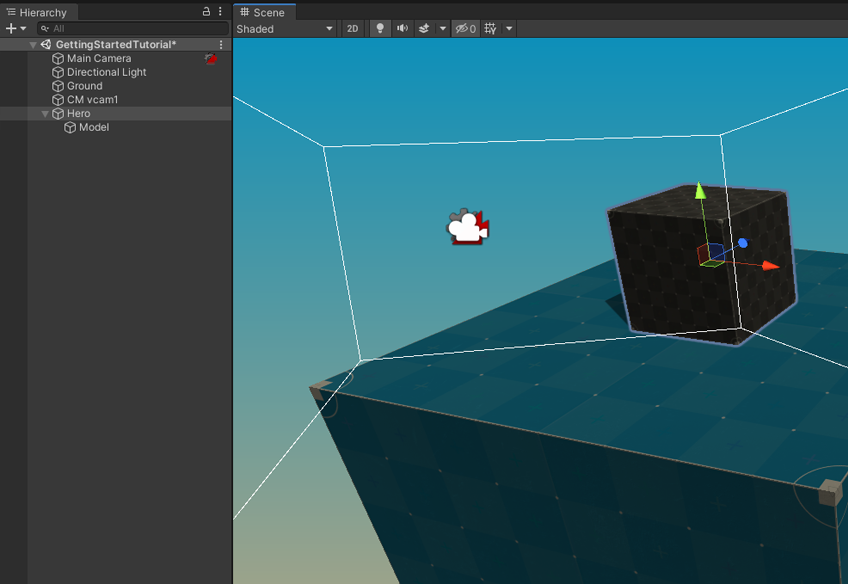 Hierarchy
All
GettingStartedTutorial*
Main Camera
Directional Light
Ground
CM vcam1
Hero
Model
Scene
Shaded
2D
0